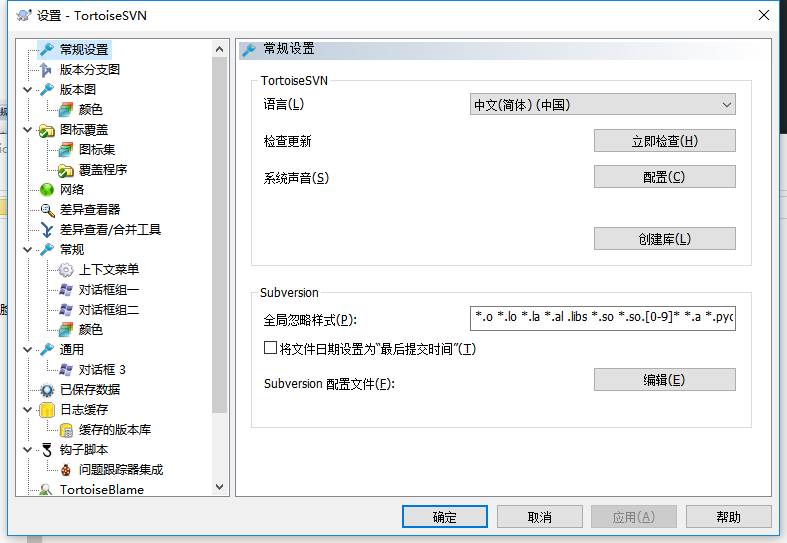 设置 - TortoiseSVN
常规设置
版本分支图
版本图
颜色
图标覆盖
图标集
覆盖程序
网络
差异查看器
差异查看/合并工具
常规
上下文菜单
对话框组一
对话框组二
颜色
通用
对话框 3
已保存数据
日志缓存
缓存的版本库
钩子脚本
问题跟踪器集成
TortoiseBlame
常规设置
TortoiseSVN
语言(L)
中文(简体) (中国)
检查更新
立即检查(H)
系统声音(S)
配置(C)
创建库(L)
Subversion
全局忽略样式(P):
*.o *.lo *.la *.al .libs *.so *.so.[0-9]* *.a *.pyc
将文件日期设置为“最后提交时间”(T)
Subversion 配置文件(F):
编辑(E)
确定
取消
应用(A)
帮助